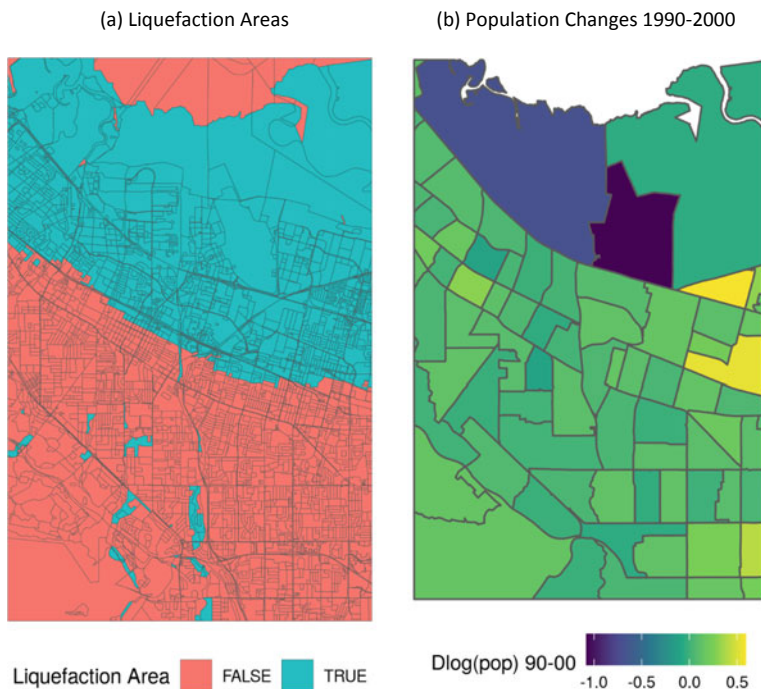 (a) Liquefaction Areas
(b) Population Changes 1990-2000
Liquefaction Area FALSE TRUE
Dlog(pop) 90-00
-1.0 -0.5 0.0 0.5